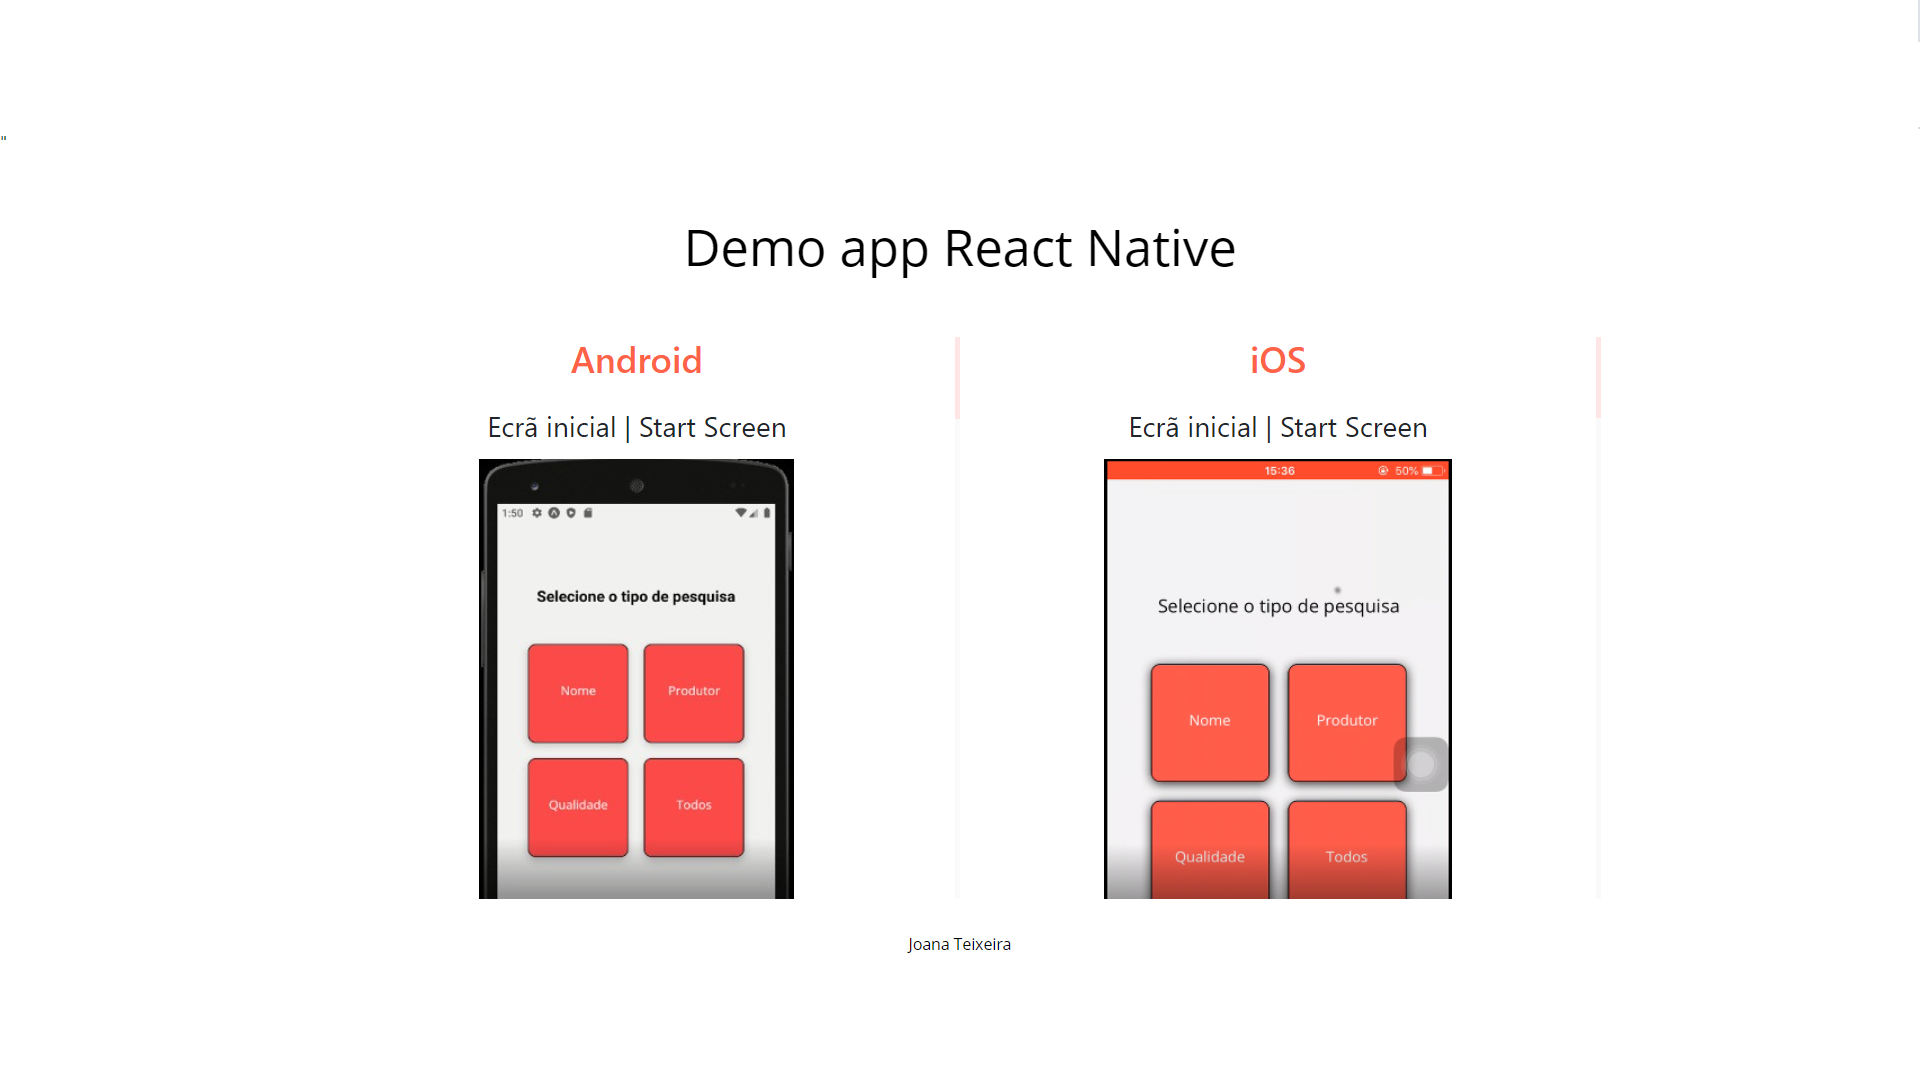 "
Demo app React Native
Android
Ecrã inicial | Start Screen
1:50
Selecione o tipo de pesquisa
Nome
Produtor
Qualidade
Todos
iOS
Ecrã inicial | Start Screen
15:36
50%
Selecione o tipo de pesquisa
Nome
Produtor
Qualidade
Todos
Joana Teixeira